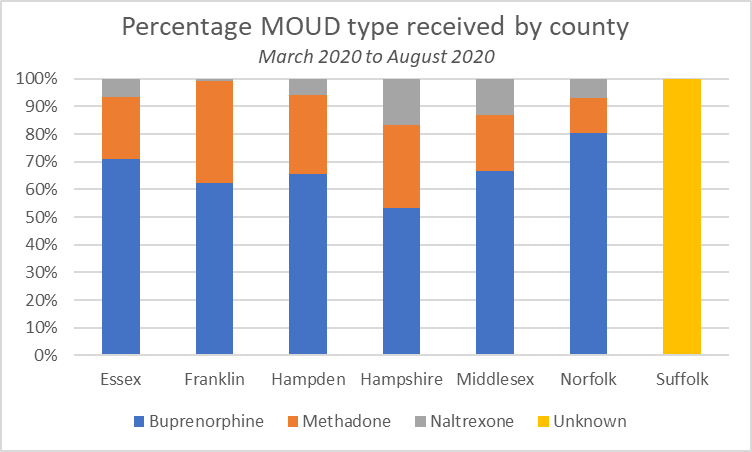 Percentage MOUD type received by county
March 2020 to August 2020
100%
90%
80%
70%
60%
50%
40%
30%
20%
10%
0%
Essex Franklin Hampden Hampshire Middlesex Norfolk Suffolk
Buprenorphine Methadone Naltrexone Unknown